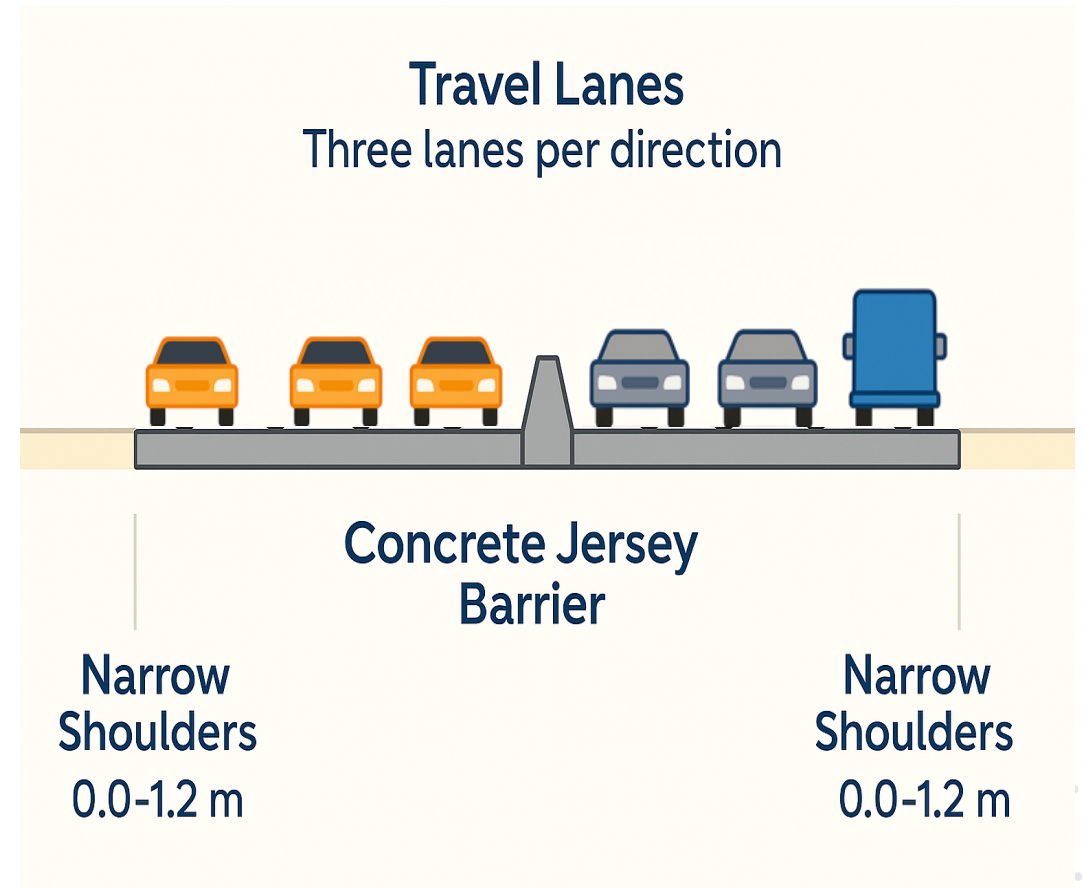 Travel Lanes
Three lanes per direction
Concrete Jersey
Barrier
Narrow
Shoulders
0.0-1.2 m
Narrow
Shoulders
0.0-1.2 m